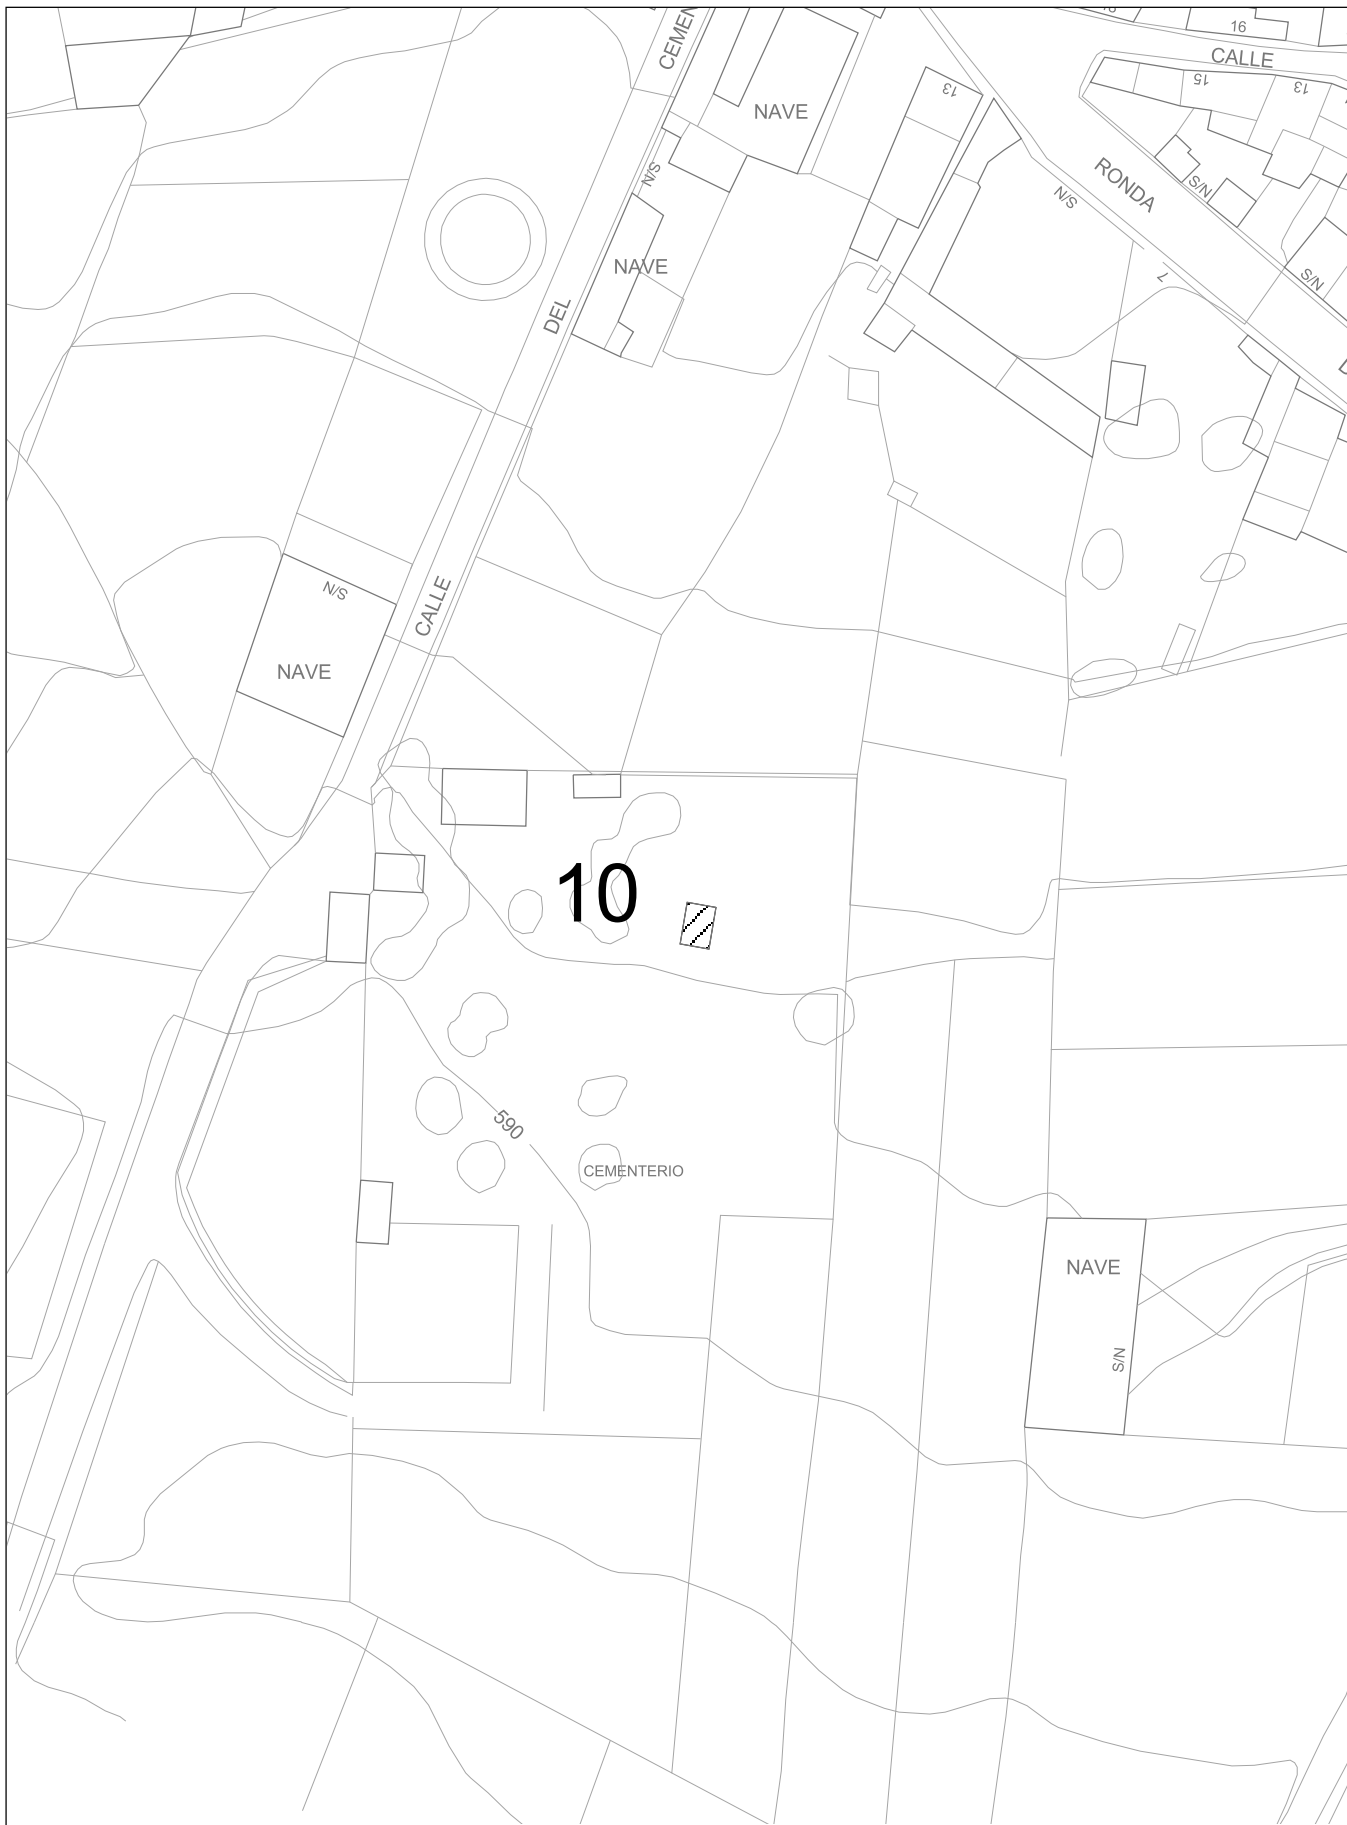 16
CALLE
CEMEN
15
13
13
NAVE
RONDA
S/N
S/N
N/S
N/S
NAVE
7
S/N
DEL
N/S
CALLE
NAVE
10
590
CEMENTERIO
NAVE
S/N